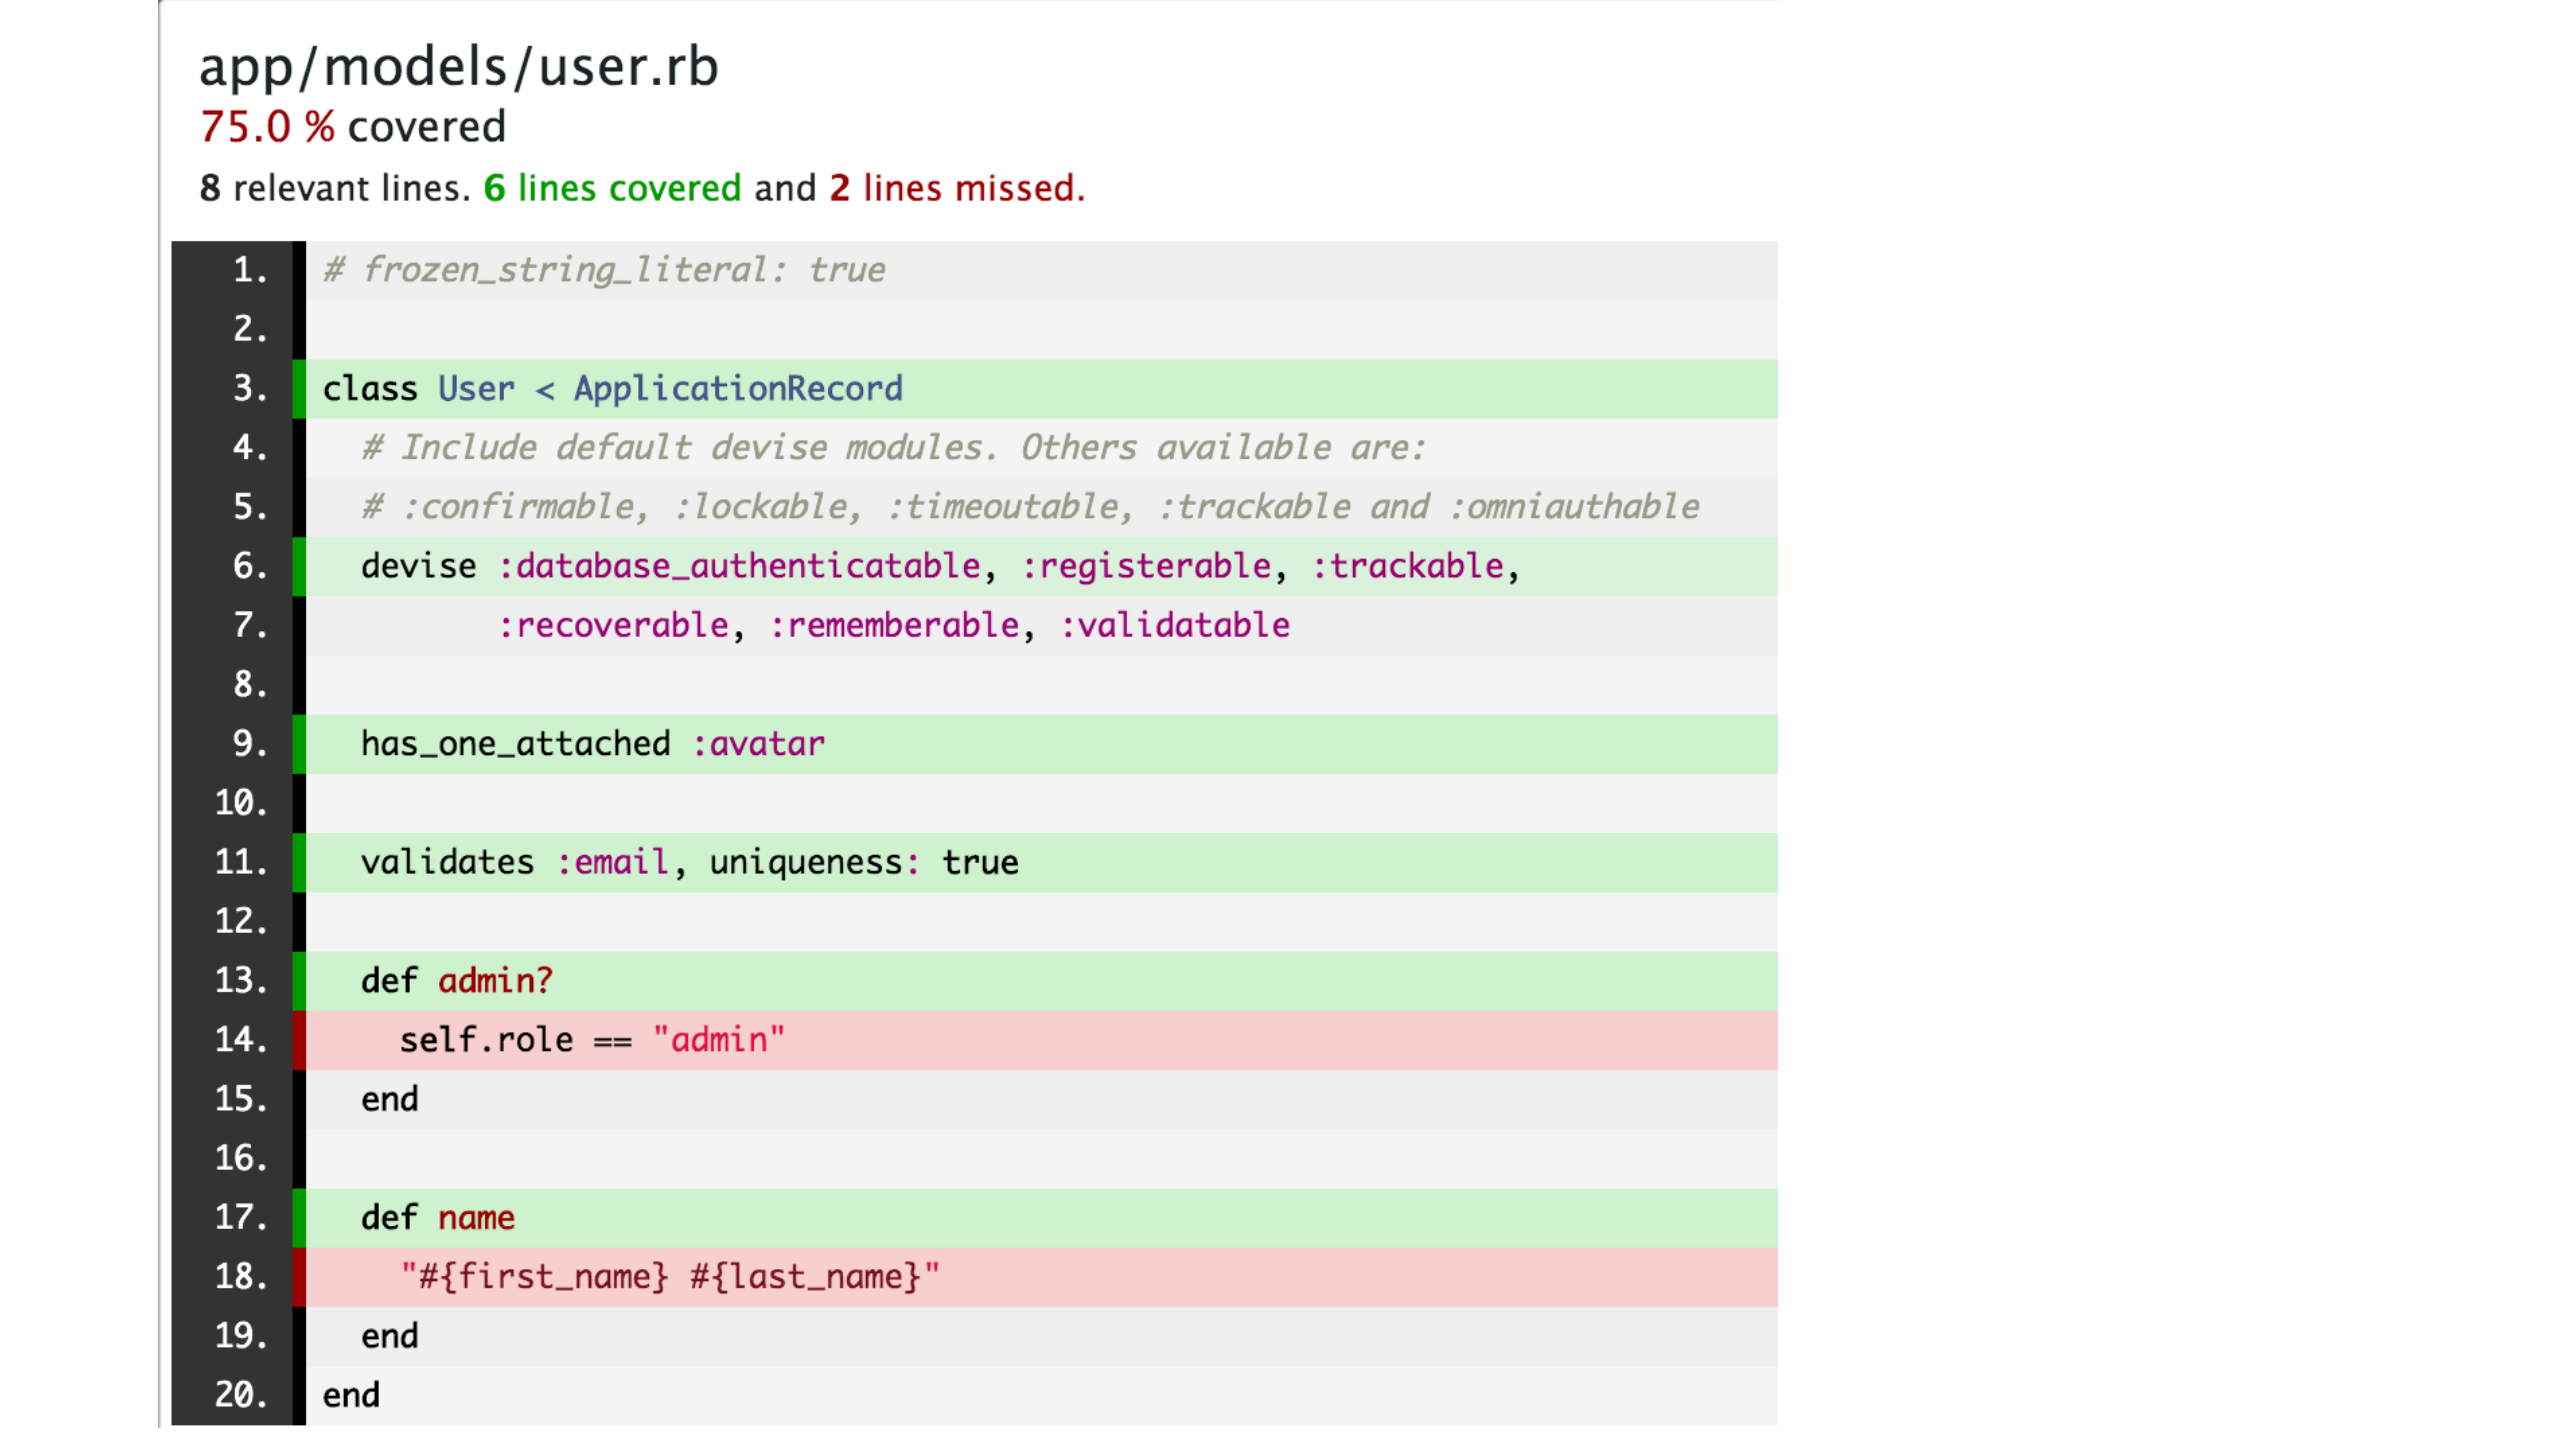 app/models/user.rb
75.0 % covered
8 relevant lines. 6 lines covered and 2 lines missed.
1. # frozen_string_literal: true
2.
3. class User < ApplicationRecord
4.   # Include default devise modules. Others available are:
5.   # :confirmable, :lockable, :timeoutable, :trackable and :omniauthable
6.   devise :database_authenticatable, :registerable, :trackable,
7.          :recoverable, :rememberable, :validatable
8.
9.   has_one_attached :avatar
10.
11.   validates :email, uniqueness: true
12.
13.   def admin?
14.     self.role == "admin"
15.   end
16.
17.   def name
18.     "#{first_name} #{last_name}"
19.   end
20. end